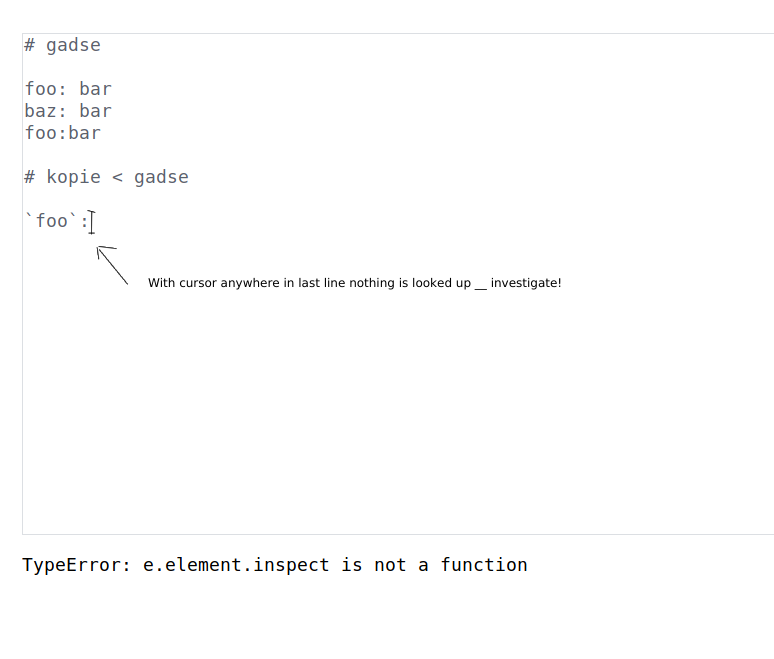 # gadse
foo: bar
baz: bar
foo:bar
# kopie < gadse
`foo`:
With cursor anywhere in last line nothing is looked up __ investigate!
TypeError: e.element.inspect is not a function